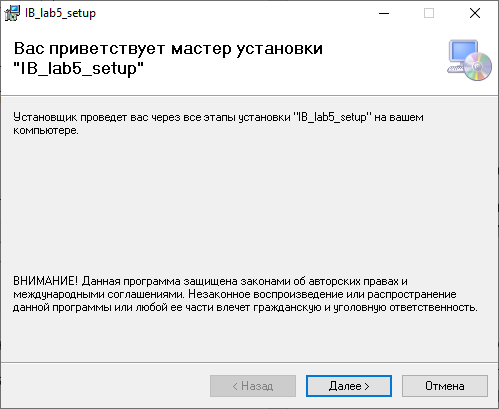 IB_lab5_setup
Вас приветствует мастер установки
"IB_lab5_setup"
Установщик проведет вас через все этапы установки "IB_lab5_setup" на вашем
компьютере.
ВНИМАНИЕ! Данная программа защищена законами об авторских правах и
международными соглашениями. Незаконное воспроизведение или распространение
данной программы или любой ее части влечет гражданскую и уголовную ответственность.
< Назад
Далее >
Отмена